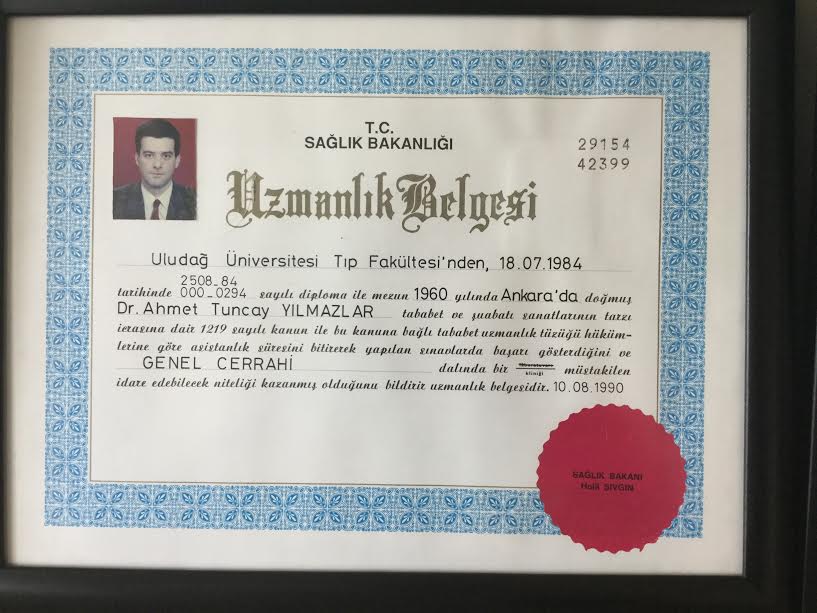 T.C.
SAĞLIK BAKANLIĞI
29154
42399
Uzmanlık Belgesi
Uludağ Üniversitesi Tıp Fakültesi'nden, 18.07.1984
2508_84
tarihinde 000_0294 sayılı diploma ile mezun 1960 yılında Ankara'da doğmuş
Dr. Ahmet Tuncay YILMAZLAR tababet ve şuabatı sanatlarının tarzı
icrasına dair 1219 sayılı kanun ile bu kanuna bağlı tababet uzmanlık tüzüğü hüküm-
lerine göre asistanlık süresini bitirerek yapılan sınavlarda başarı gösterdiğini ve
GENEL CERRAHİ dalında bir kliniği müstakilen
idare edebilecek niteliği kazanmış olduğunu bildirir uzmanlık belgesidir. 10.08.1990
SAĞLIK BAKANI
Halil ŞIVGIN